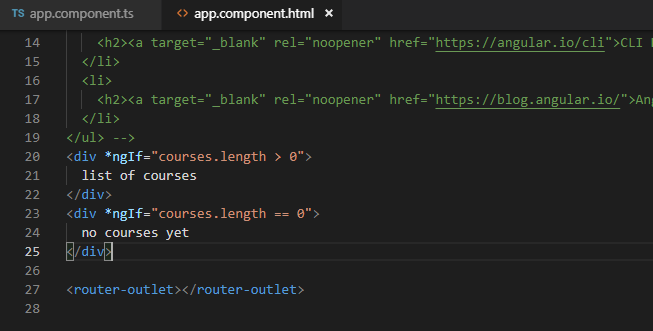 TS app.component.ts
<> app.component.html ×
14 <h2><a target="_blank" rel="noopener" href="https://angular.io/cli">CLI
15 </li>
16 <li>
17 <h2><a target="_blank" rel="noopener" href="https://blog.angular.io/">Ang
18 </li>
19 </ul> -->
20 <div *ngIf="courses.length > 0">
21 list of courses
22 </div>
23 <div *ngIf="courses.length == 0">
24 no courses yet
25 </div>
26
27 <router-outlet></router-outlet>
28